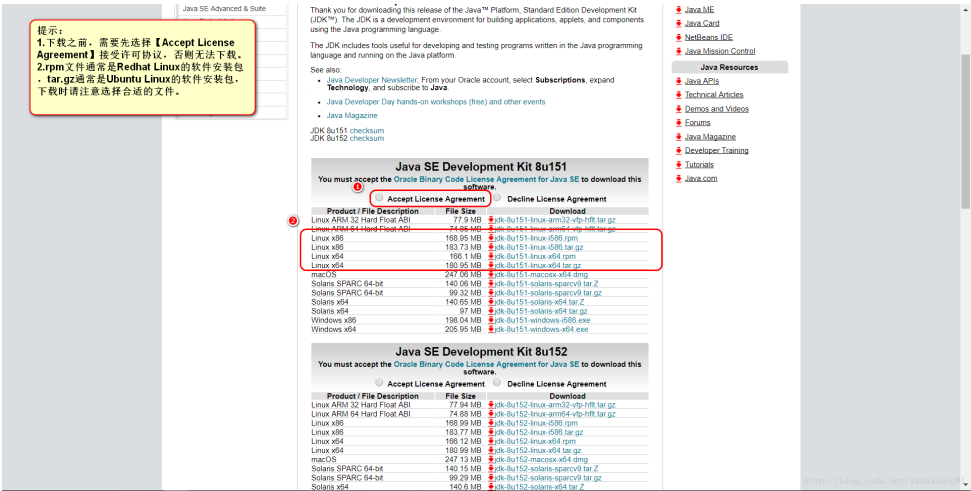 Java SE Advanced & Suite
提示：
1.下载之前，需要先选择【Accept License
Agreement】接受许可协议，否则无法下载。
2.rpm文件通常是Redhat Linux的软件安装包
，tar.gz通常是Ubuntu Linux的软件安装包，
下载时请注意选择合适的文件。
Thank you for downloading this release of the Java™ Platform, Standard Edition Development Kit
(JDK™). The JDK is a development environment for building applications, applets, and components
using the Java programming language.
The JDK includes tools useful for developing and testing programs written in the Java programming
language and running on the Java platform.
See also:
Java Developer Newsletter: From your Oracle account, select Subscriptions, expand
Technology, and subscribe to Java.
Java Developer Day hands-on workshops (free) and other events
Java Magazine
JDK 8u151 checksum
JDK 8u152 checksum
Java SE Development Kit 8u151
You must accept the Oracle Binary Code License Agreement for Java SE to download this
software.
1
Accept License Agreement Decline License Agreement
Product / File Description File Size Download
2
Linux ARM 32 Hard Float ABI 77.9 MB jdk-8u151-linux-arm32-vfp-hflt.tar.gz
Linux ARM 64 Hard Float ABI 74.85 MB jdk-8u151-linux-arm64-vfp-hflt.tar.gz
Linux x86 168.95 MB jdk-8u151-linux-i586.rpm
Linux x86 183.73 MB jdk-8u151-linux-i586.tar.gz
Linux x64 166.1 MB jdk-8u151-linux-x64.rpm
Linux x64 180.95 MB jdk-8u151-linux-x64.tar.gz
macOS 247.06 MB jdk-8u151-macosx-x64.dmg
Solaris SPARC 64-bit 140.06 MB jdk-8u151-solaris-sparcv9.tar.Z
Solaris SPARC 64-bit 99.32 MB jdk-8u151-solaris-sparcv9.tar.gz
Solaris x64 140.65 MB jdk-8u151-solaris-x64.tar.Z
Solaris x64 97 MB jdk-8u151-solaris-x64.tar.gz
Windows x86 198.04 MB jdk-8u151-windows-i586.exe
Windows x64 205.95 MB jdk-8u151-windows-x64.exe
Java SE Development Kit 8u152
You must accept the Oracle Binary Code License Agreement for Java SE to download this
software.
Accept License Agreement Decline License Agreement
Product / File Description File Size Download
Linux ARM 32 Hard Float ABI 77.94 MB jdk-8u152-linux-arm32-vfp-hflt.tar.gz
Linux ARM 64 Hard Float ABI 74.88 MB jdk-8u152-linux-arm64-vfp-hflt.tar.gz
Linux x86 168.99 MB jdk-8u152-linux-i586.rpm
Linux x86 183.77 MB jdk-8u152-linux-i586.tar.gz
Linux x64 166.12 MB jdk-8u152-linux-x64.rpm
Linux x64 180.99 MB jdk-8u152-linux-x64.tar.gz
macOS 247.13 MB jdk-8u152-macosx-x64.dmg
Solaris SPARC 64-bit 140.15 MB jdk-8u152-solaris-sparcv9.tar.Z
Solaris SPARC 64-bit 99.29 MB jdk-8u152-solaris-sparcv9.tar.gz
Solaris x64 140.6 MB jdk-8u152-solaris-x64.tar.Z
Java ME
Java Card
NetBeans IDE
Java Mission Control
Java Resources
Java APIs
Technical Articles
Demos and Videos
Forums
Java Magazine
Developer Training
Tutorials
Java.com